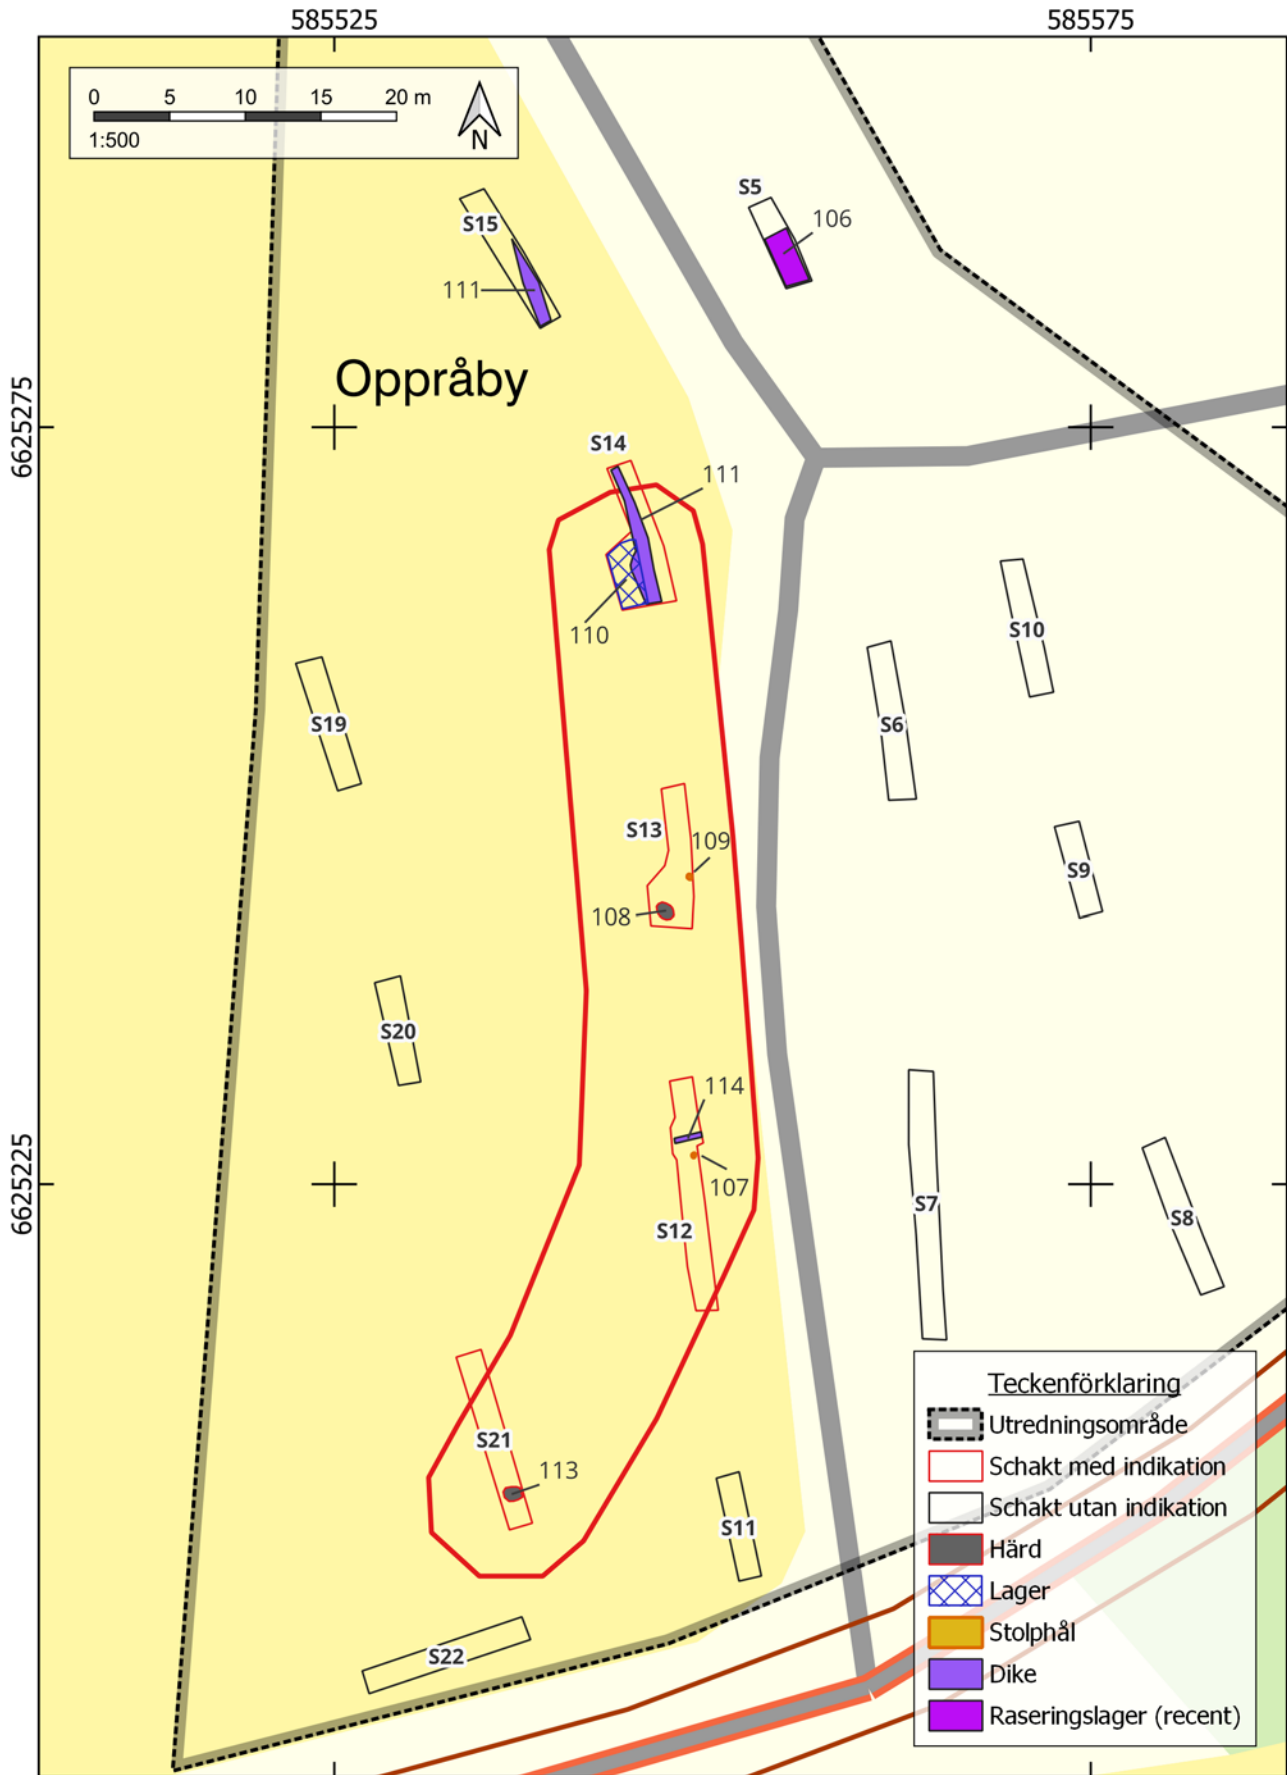 585525
585575
0 5 10 15 20 m
1:500
N
S5
106
S15
111
Oppråby
6625275
S14
111
110
S10
S19
S6
S13
109
S9
108
S20
114
107
6625225
S7
S8
S12
S21
113
S11
S22
Teckenförklaring
Utredningsområde
Schakt med indikation
Schakt utan indikation
Härd
Lager
Stolphål
Dike
Raseringslager (recent)